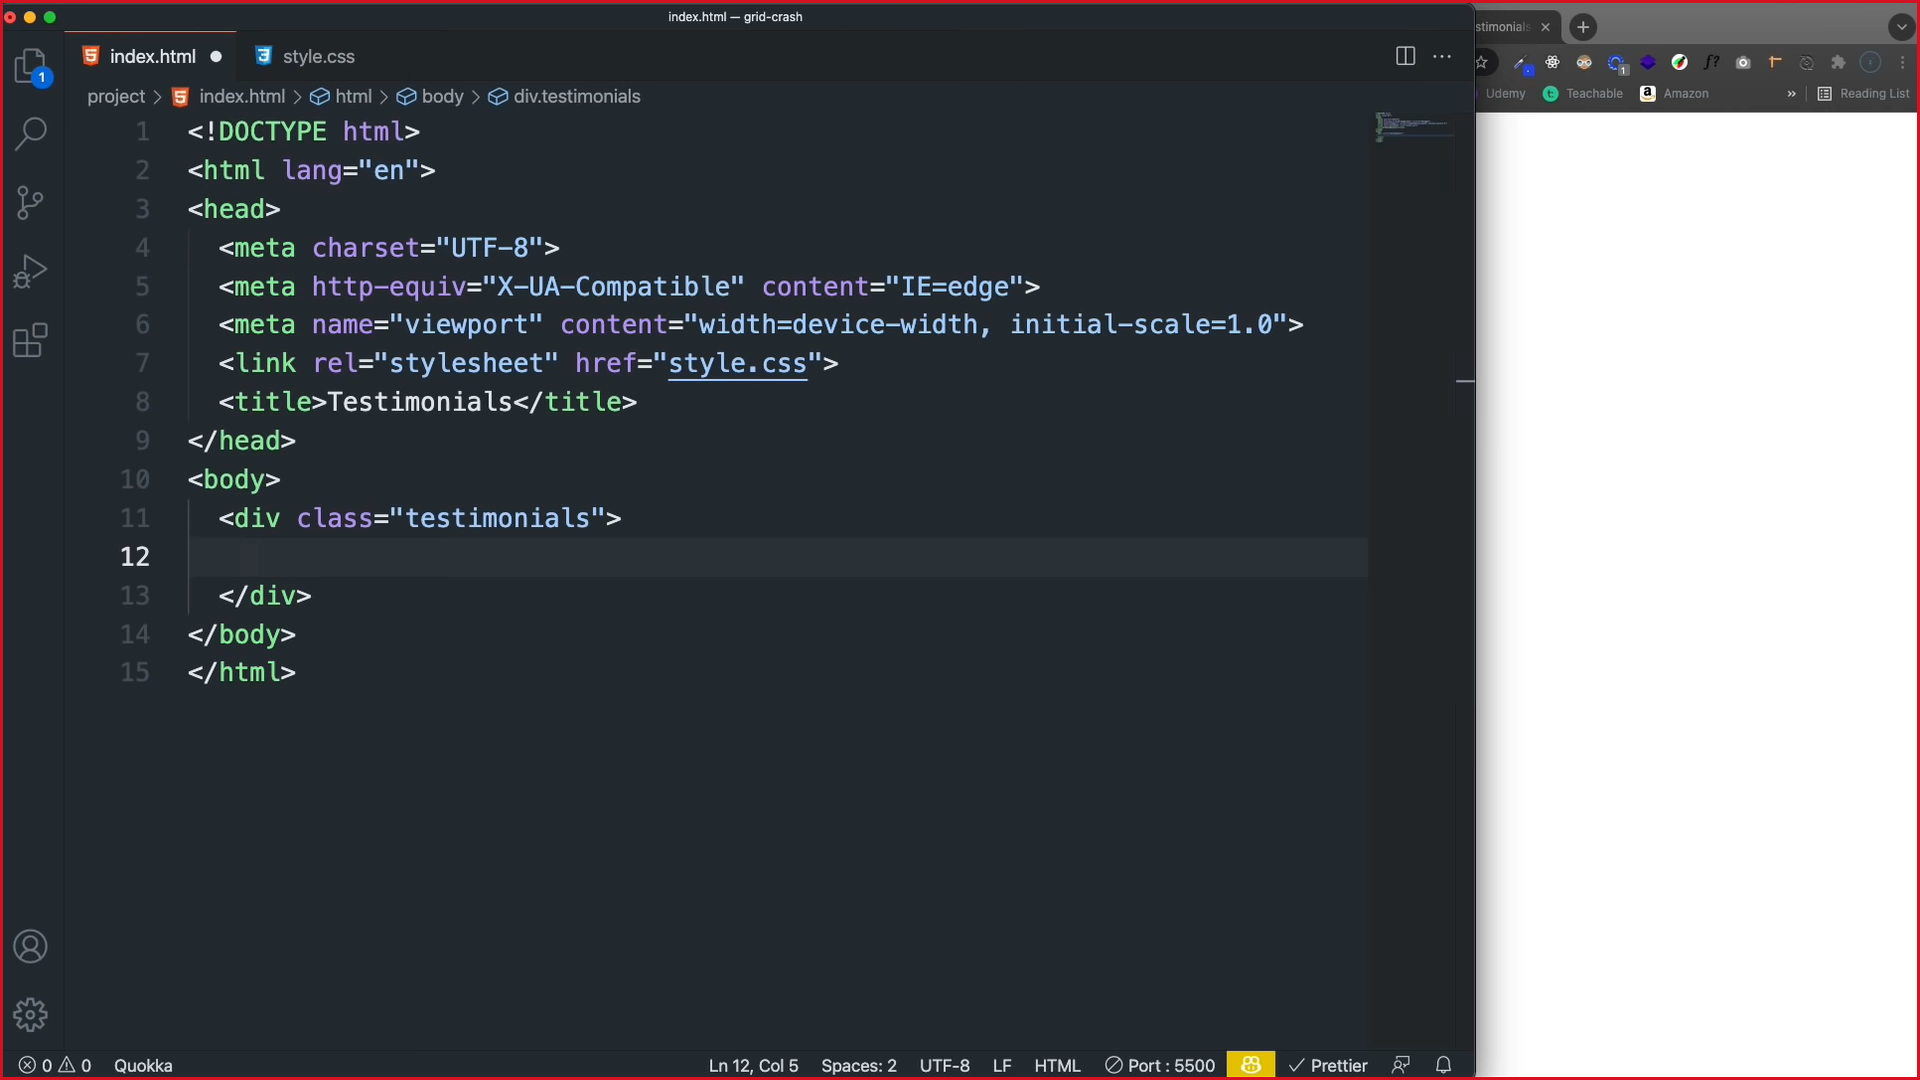 index.html — grid-crash
index.html
style.css
project > index.html > html > body > div.testimonials
1 <!DOCTYPE html>
2 <html lang="en">
3 <head>
4 <meta charset="UTF-8">
5 <meta http-equiv="X-UA-Compatible" content="IE=edge">
6 <meta name="viewport" content="width=device-width, initial-scale=1.0">
7 <link rel="stylesheet" href="style.css">
8 <title>Testimonials</title>
9 </head>
10 <body>
11 <div class="testimonials">
12
13 </div>
14 </body>
15 </html>
1
stimonials
f?
1
Udemy
Teachable
Amazon
»
Reading List
0 0 Quokka
Ln 12, Col 5 Spaces: 2 UTF-8 LF HTML Port : 5500 Prettier